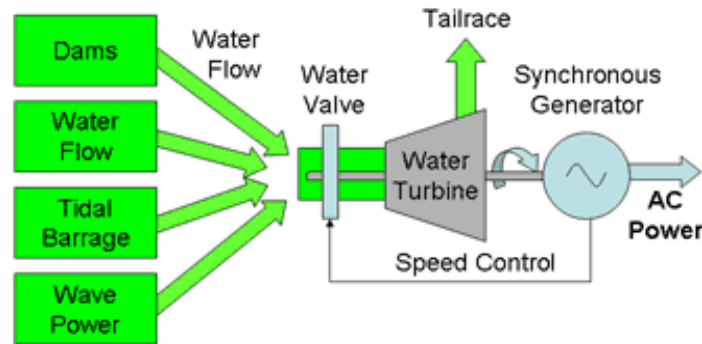 Dams
Water
Flow
Tidal
Barrage
Wave
Power
Water
Flow
Water
Valve
Tailrace
Water
Turbine
Synchronous
Generator
AC
Power
Speed Control